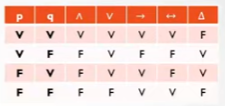 p q ∧ ∨ → ↔ Δ
V V V V V V F
V F F V F F V
F V F V V F V
F F F F V V F